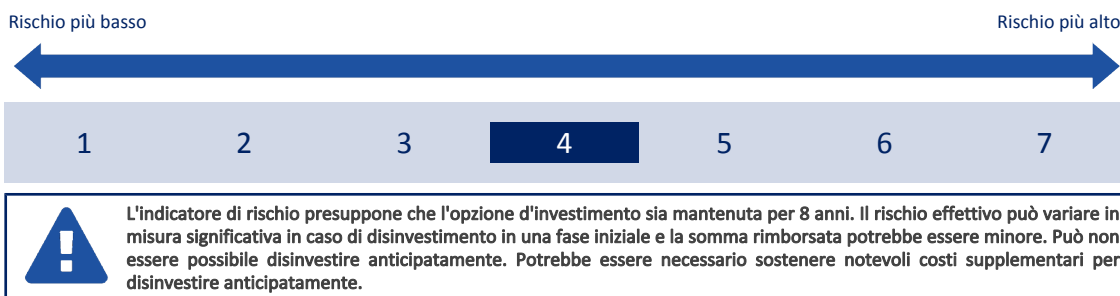 Rischio più basso
Rischio più alto
1 2 3 4 5 6 7
L'indicatore di rischio presuppone che l'opzione d'investimento sia mantenuta per 8 anni. Il rischio effettivo può variare in
misura significativa in caso di disinvestimento in una fase iniziale e la somma rimborsata potrebbe essere minore. Può non
essere possibile disinvestire anticipatamente. Potrebbe essere necessario sostenere notevoli costi supplementari per
disinvestire anticipatamente.